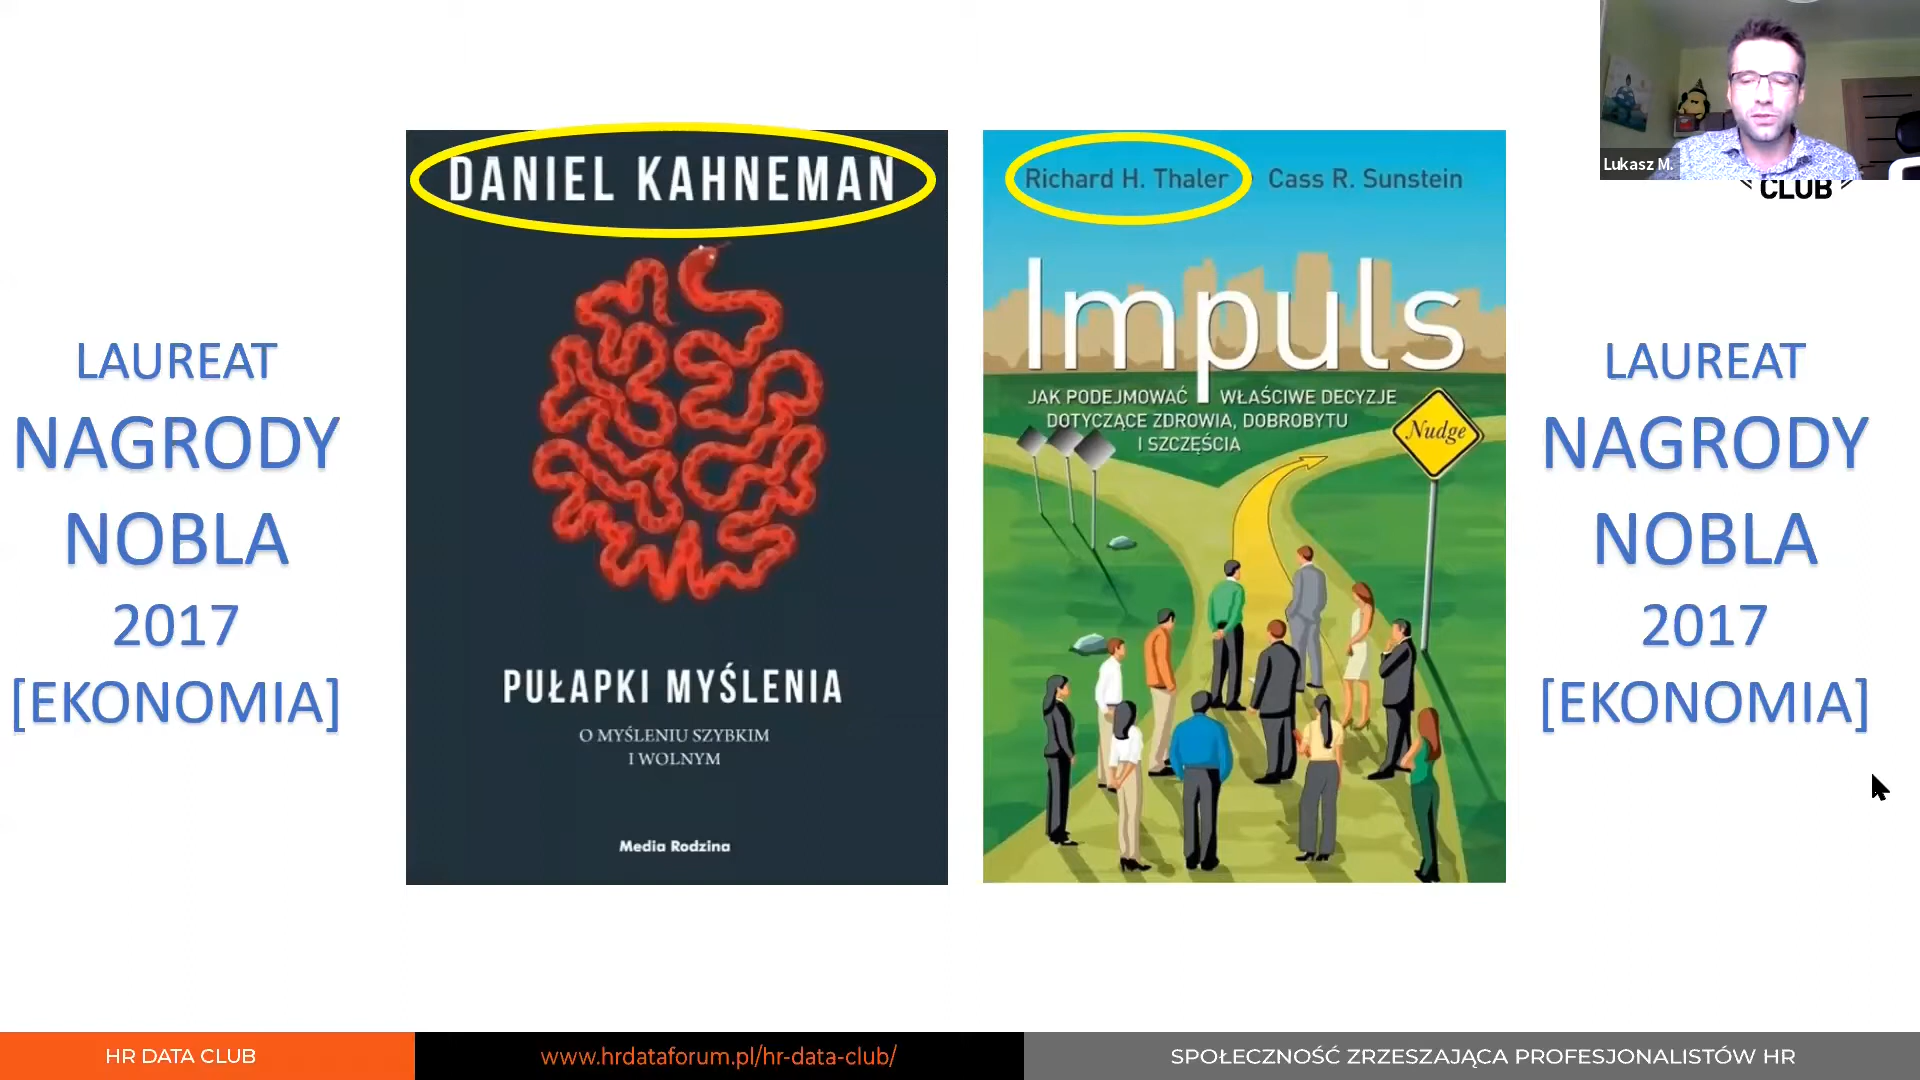 LAUREAT
NAGRODY
NOBLA
2017
[EKONOMIA]
DANIEL KAHNEMAN
PUŁAPKI MYŚLENIA
O MYŚLENIU SZYBKIM
I WOLNYM
Media Rodzina
Richard H. Thaler Cass R. Sunstein
Impuls
JAK PODEJMOWAĆ WŁAŚCIWE DECYZJE
DOTYCZĄCE ZDROWIA, DOBROBYTU
I SZCZĘŚCIA
Nudge
Lukasz M.
CLUB
LAUREAT
NAGRODY
NOBLA
2017
[EKONOMIA]
HR DATA CLUB
www.hrdataforum.pl/hr-data-club/
SPOŁECZNOŚĆ ZRZESZAJĄCA PROFESJONALISTÓW HR